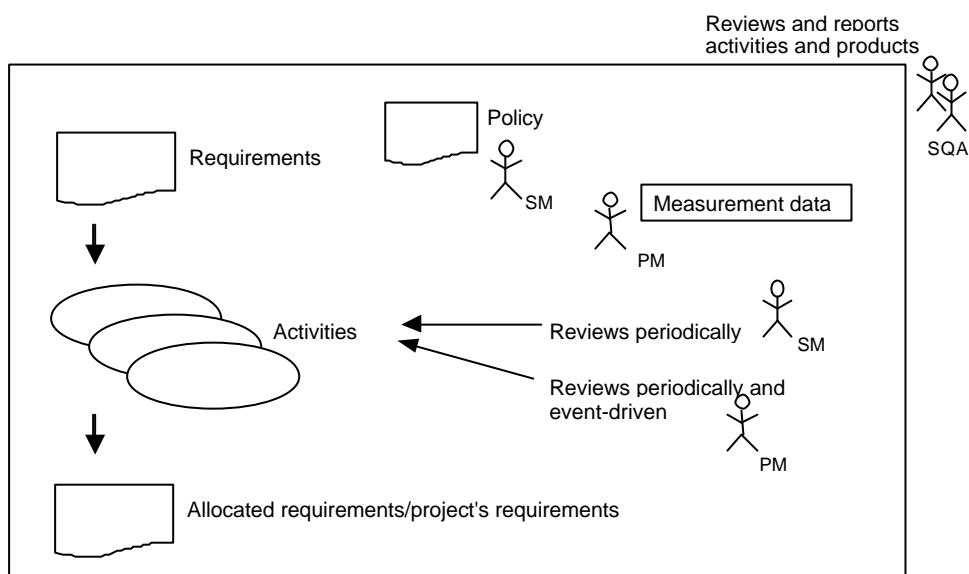 Reviews and reports
activities and products
SQA
Policy
SM
Requirements
Measurement data
PM
Activities
Reviews periodically
SM
Reviews periodically and
event-driven
PM
Allocated requirements/project's requirements